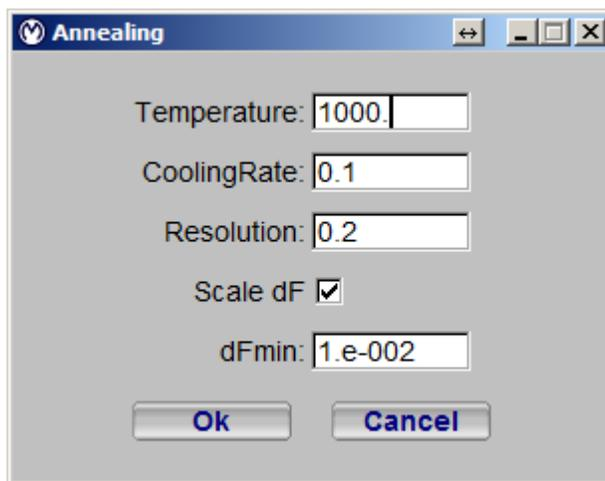 Annealing
Temperature: 1000.
CoolingRate: 0.1
Resolution: 0.2
Scale dF
dFmin: 1.e-002
Ok Cancel